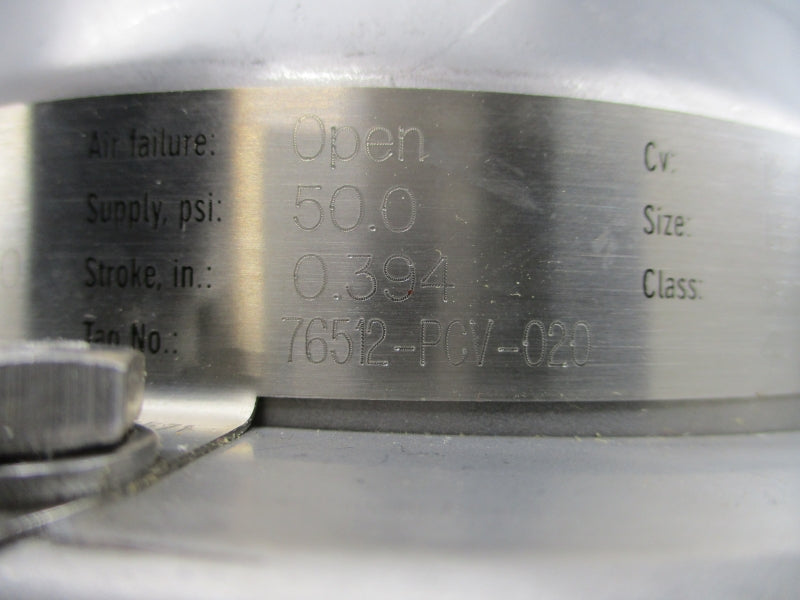 Air failure: Open Cv:
Supply, psi: 50.0 Size:
Stroke, in.: 0.394 Class:
Tag No.: 76512-PCV-020